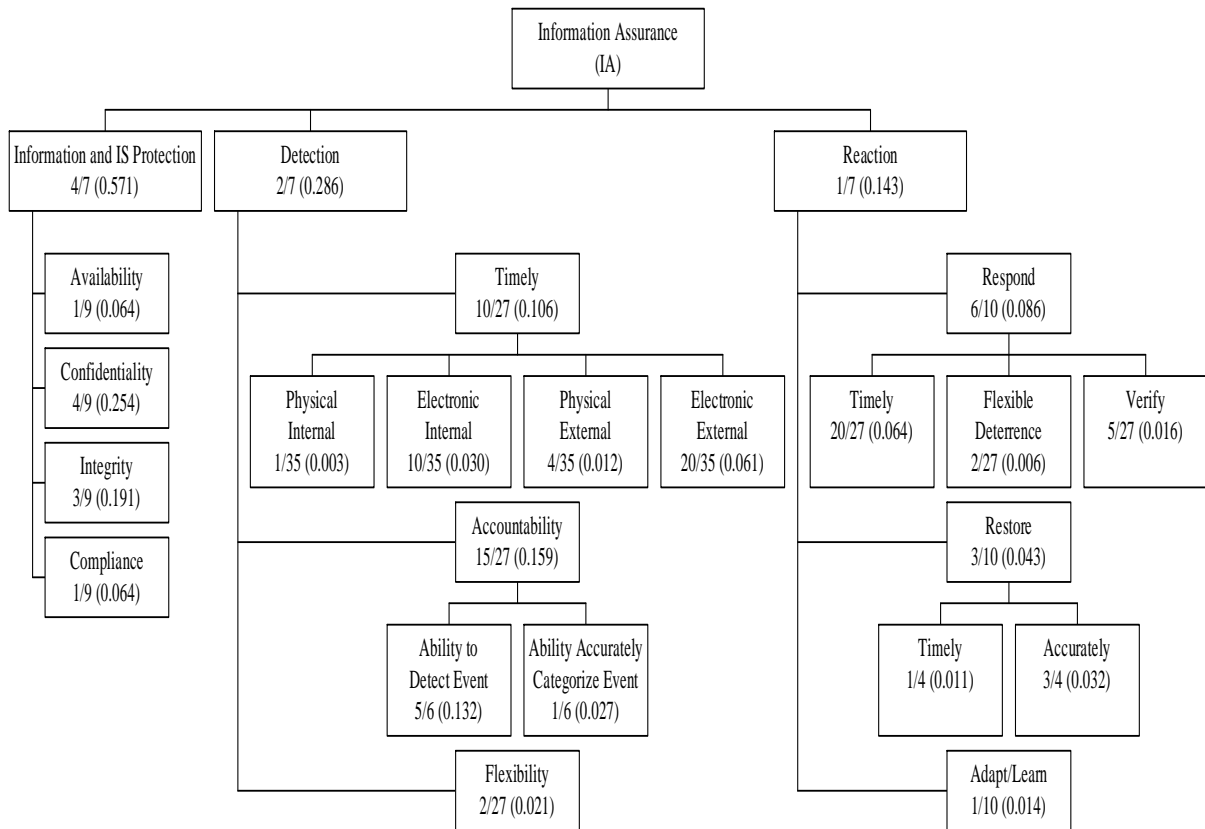 Information Assurance
(IA)
Information and IS Protection
4/7 (0.571)
Detection
2/7 (0.286)
Reaction
1/7 (0.143)
Availability
1/9 (0.064)
Confidentiality
4/9 (0.254)
Integrity
3/9 (0.191)
Compliance
1/9 (0.064)
Timely
10/27 (0.106)
Physical
Internal
1/35 (0.003)
Electronic
Internal
10/35 (0.030)
Physical
External
4/35 (0.012)
Electronic
External
20/35 (0.061)
Accountability
15/27 (0.159)
Ability to
Detect Event
5/6 (0.132)
Ability Accurately
Categorize Event
1/6 (0.027)
Flexibility
2/27 (0.021)
Respond
6/10 (0.086)
Timely
20/27 (0.064)
Flexible
Deterrence
2/27 (0.006)
Verify
5/27 (0.016)
Restore
3/10 (0.043)
Timely
1/4 (0.011)
Accurately
3/4 (0.032)
Adapt/Learn
1/10 (0.014)